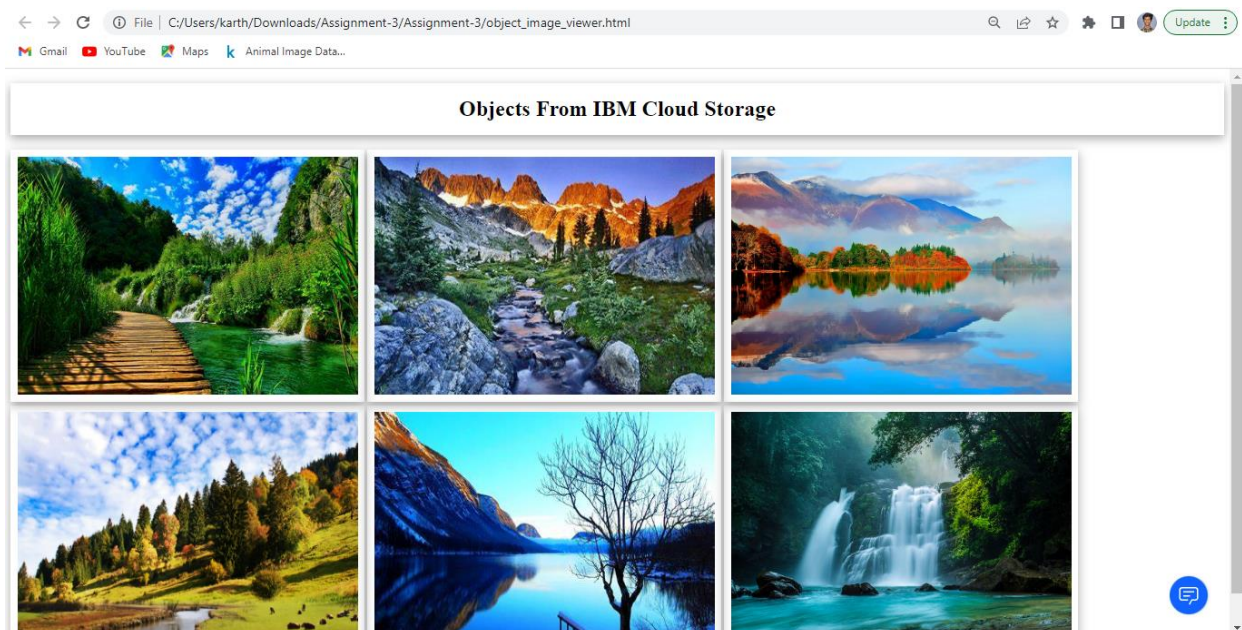 File C:/Users/karth/Downloads/Assignment-3/Assignment-3/object_image_viewer.html Update
Gmail YouTube Maps k Animal Image Data...
Objects From IBM Cloud Storage